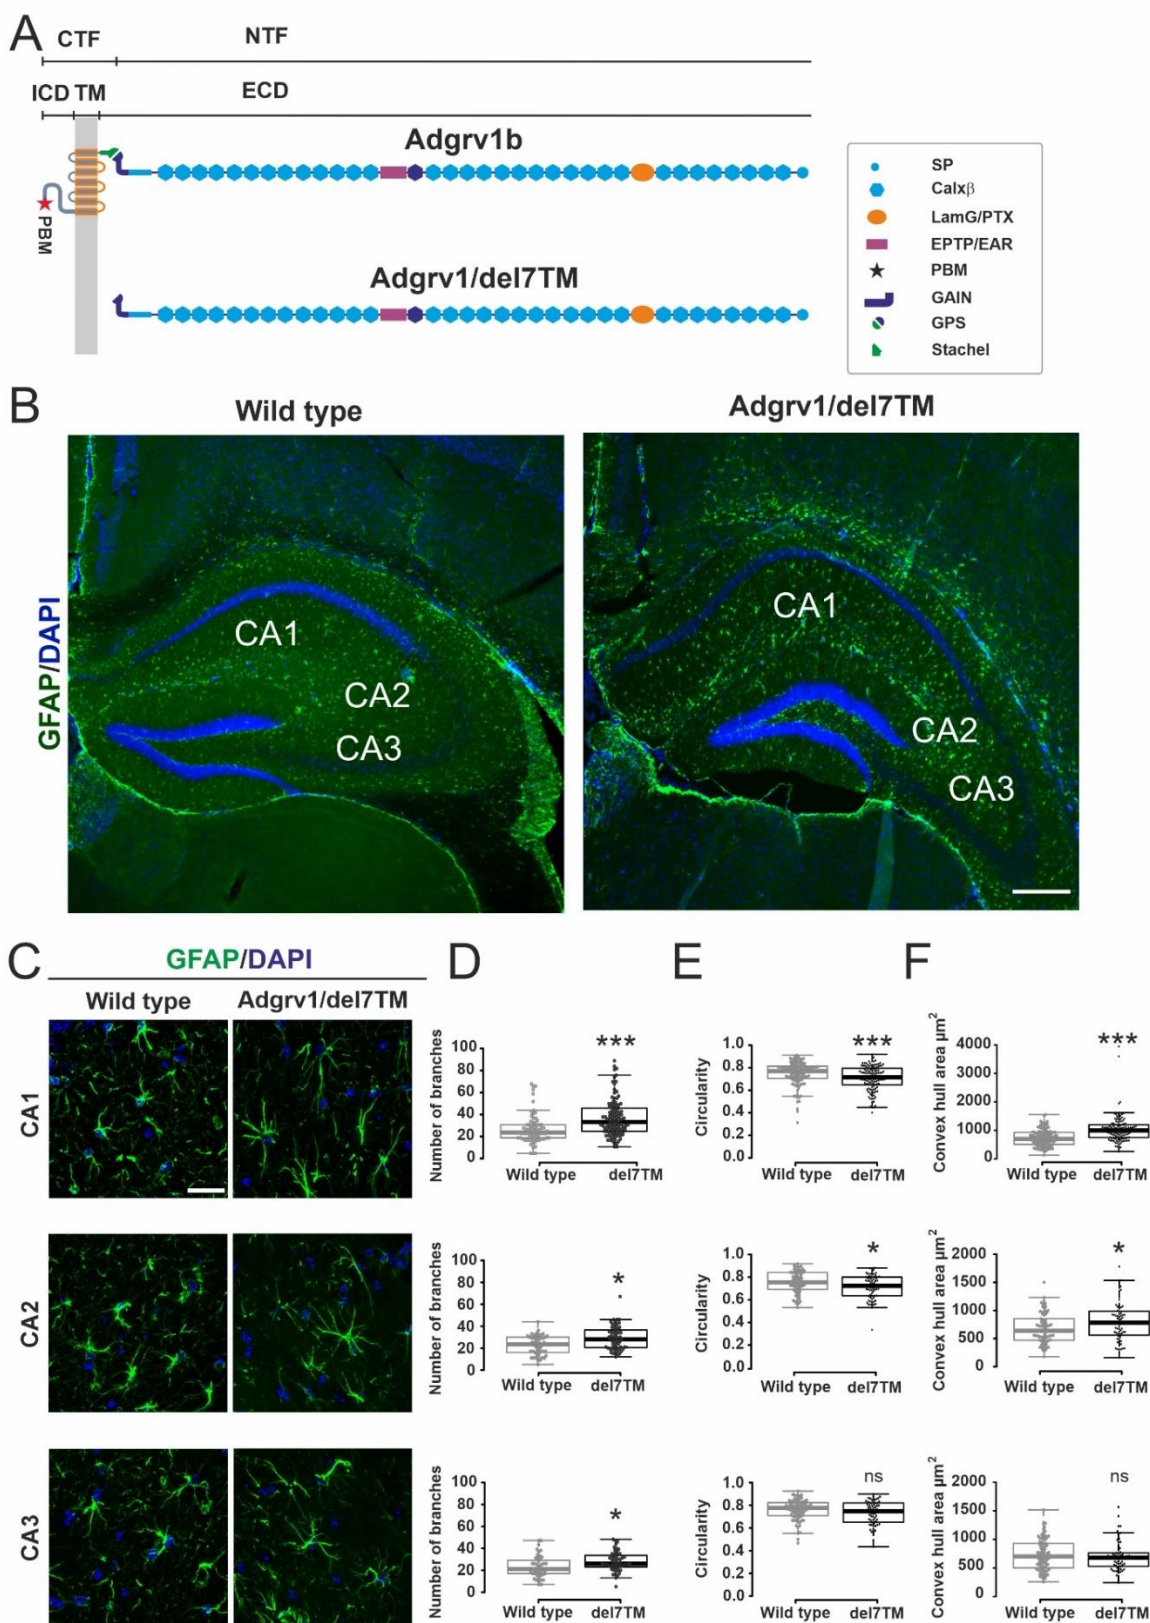 A
CTF
NTF
ICD
TM
ECD
Adgrv1b
PBM
Adgrv1/del7TM
SP
Calxβ
LamG/PTX
EPTP/EAR
PBM
GAIN
GPS
Stachel
B
Wild type
Adgrv1/del7TM
GFAP/DAPI
CA1
CA2
CA3
CA1
CA2
CA3
C
GFAP/DAPI
Wild type
Adgrv1/del7TM
CA1
CA2
CA3
D
Number of branches
100
80
60
40
20
0
***
Wild type
del7TM
Number of branches
100
80
60
40
20
0
*
Wild type
del7TM
Number of branches
100
80
60
40
20
0
*
Wild type
del7TM
E
Circularity
1.0
0.8
0.6
0.4
0.2
0.0
***
Wild type
del7TM
Circularity
1.0
0.8
0.6
0.4
0.2
0.0
*
Wild type
del7TM
Circularity
1.0
0.8
0.6
0.4
0.2
0.0
ns
Wild type
del7TM
F
Convex hull area µm²
4000
3000
2000
1000
0
***
Wild type
del7TM
Convex hull area µm²
2000
1500
1000
500
0
*
Wild type
del7TM
Convex hull area µm²
2000
1500
1000
500
0
ns
Wild type
del7TM